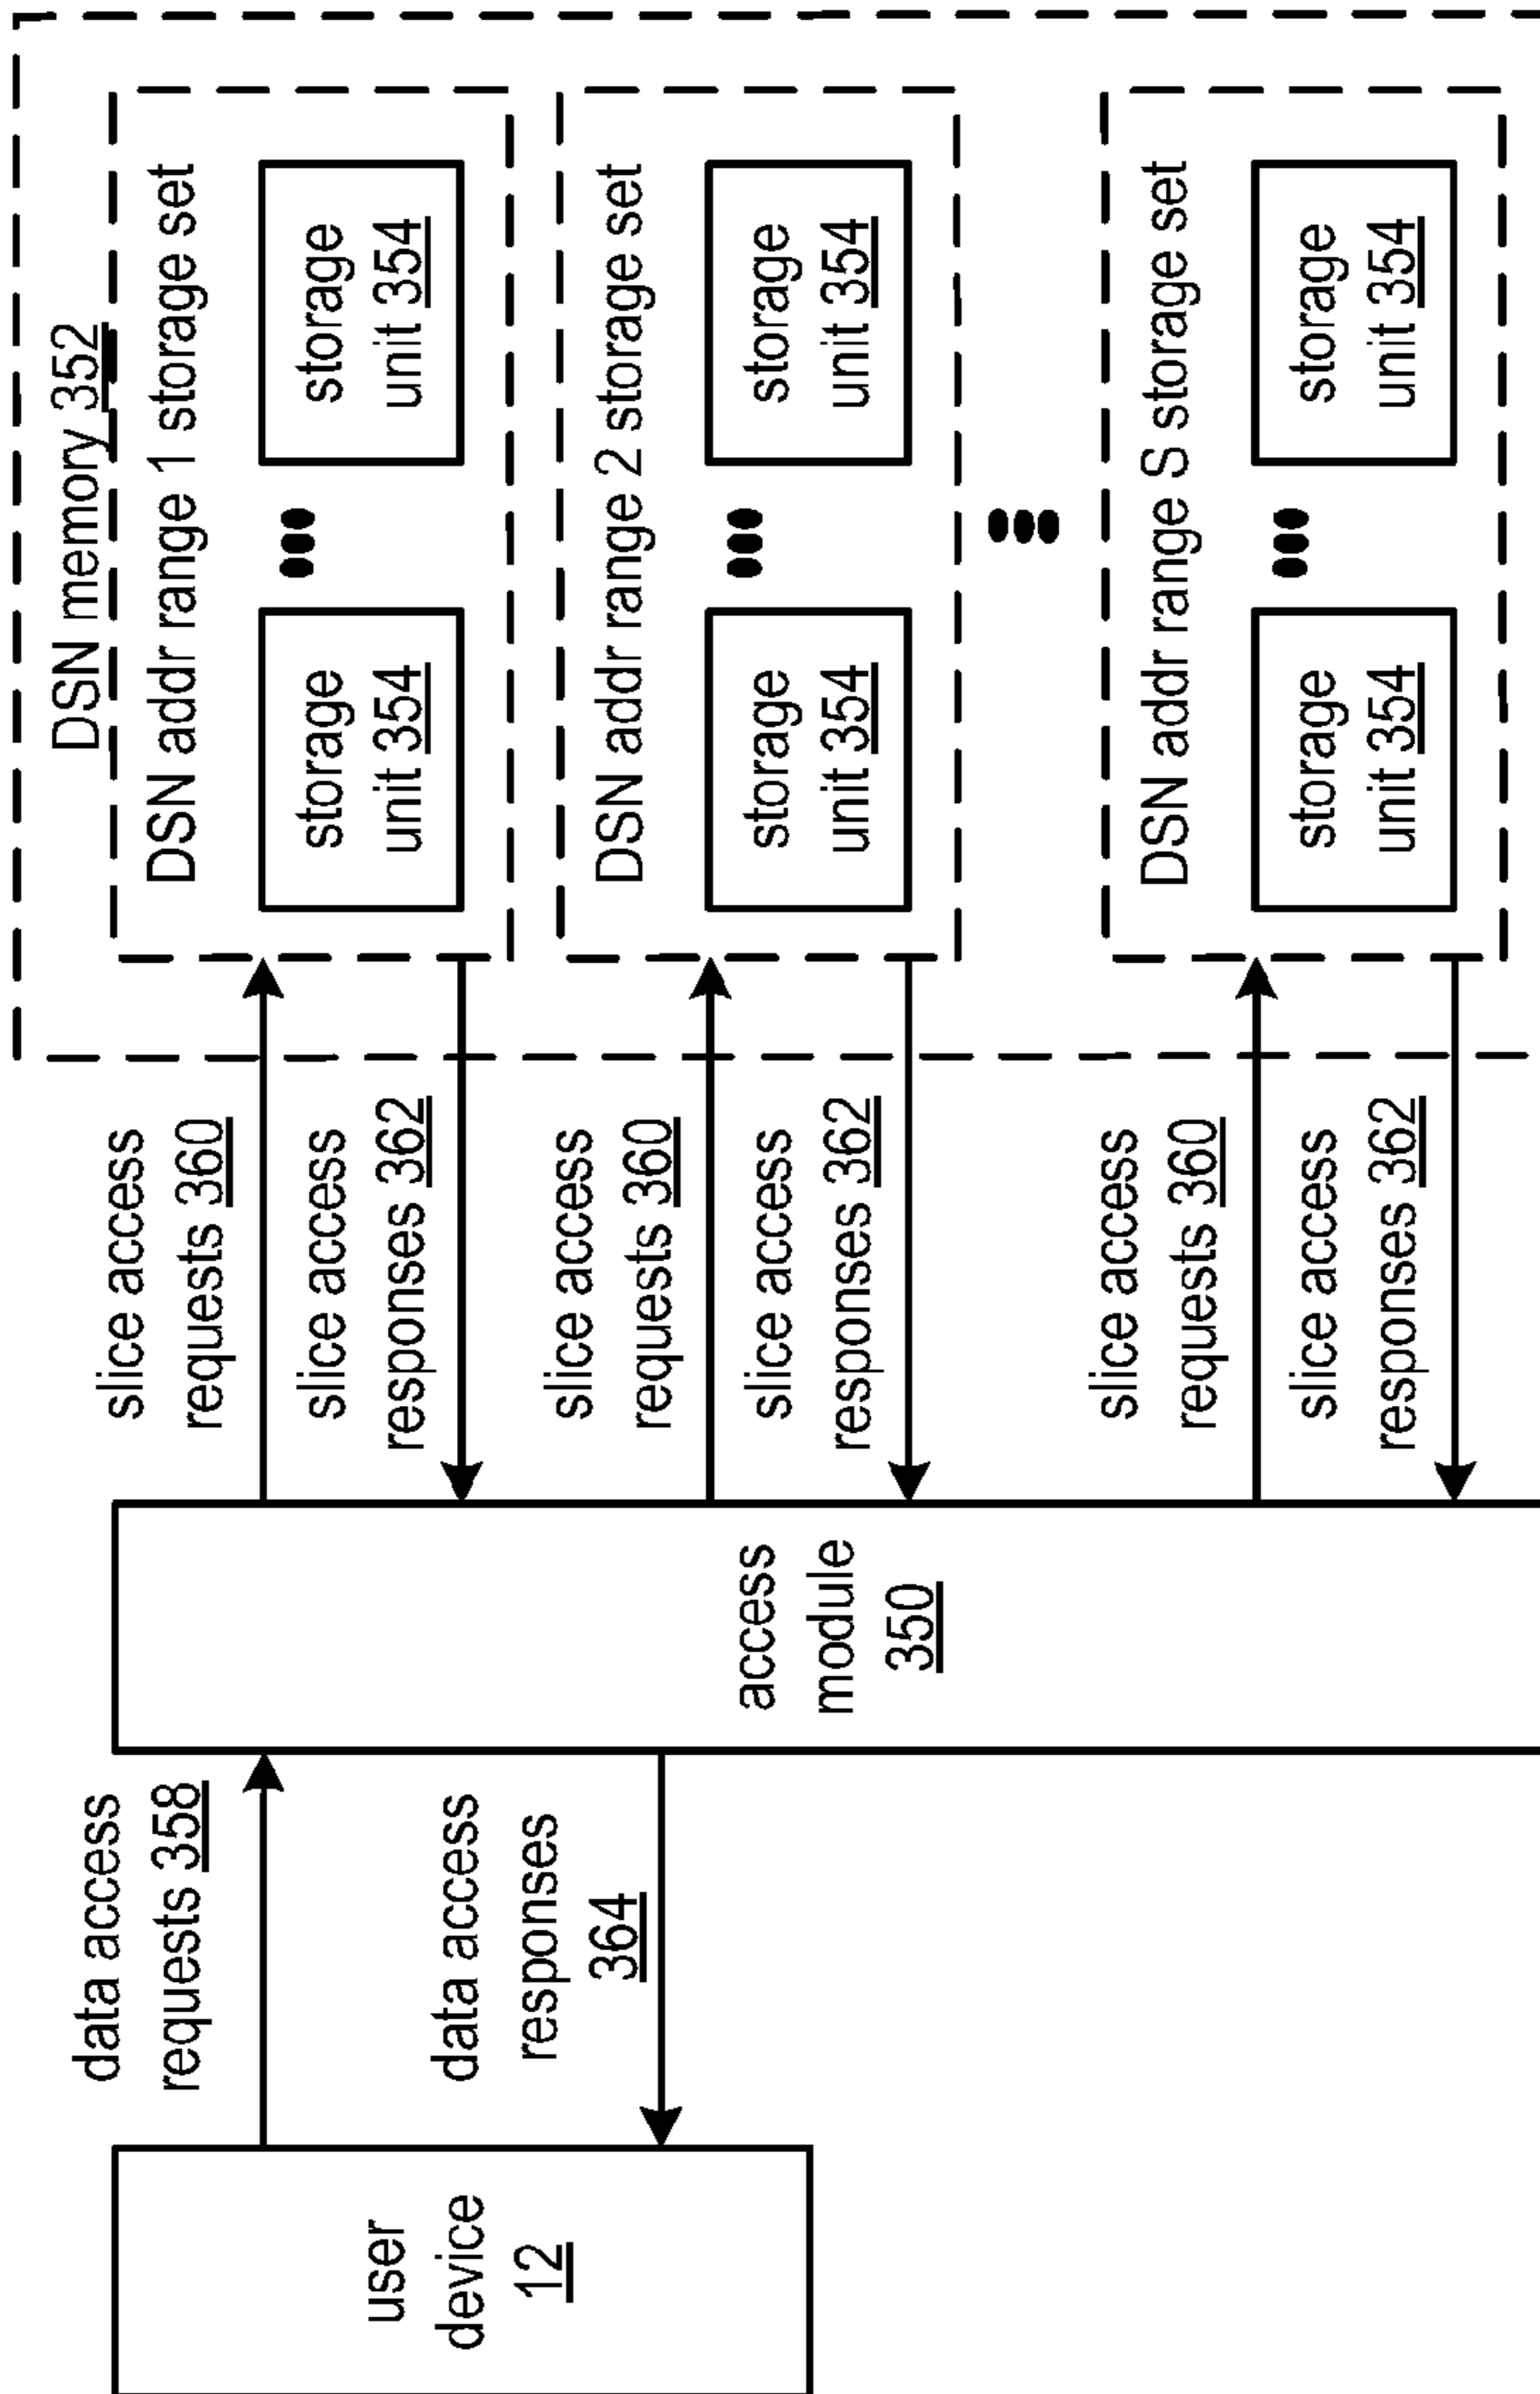 DSN memory 352
DSN addr range 1 storage set
storage
unit 354
storage
unit 354
DSN addr range 2 storage set
storage
unit 354
storage
unit 354
DSN addr range S storage set
storage
unit 354
storage
unit 354
slice access
requests 360
slice access
responses 362
slice access
requests 360
slice access
responses 362
slice access
requests 360
slice access
responses 362
access
module
350
data access
requests 358
data access
responses
364
user
device
12